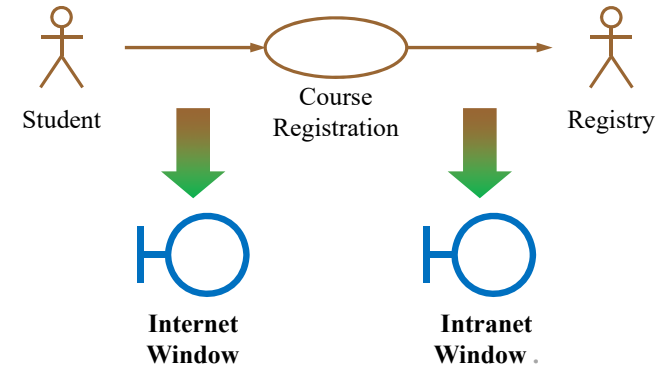 Student
Course
Registration
Registry
Internet
Window
Intranet
Window .